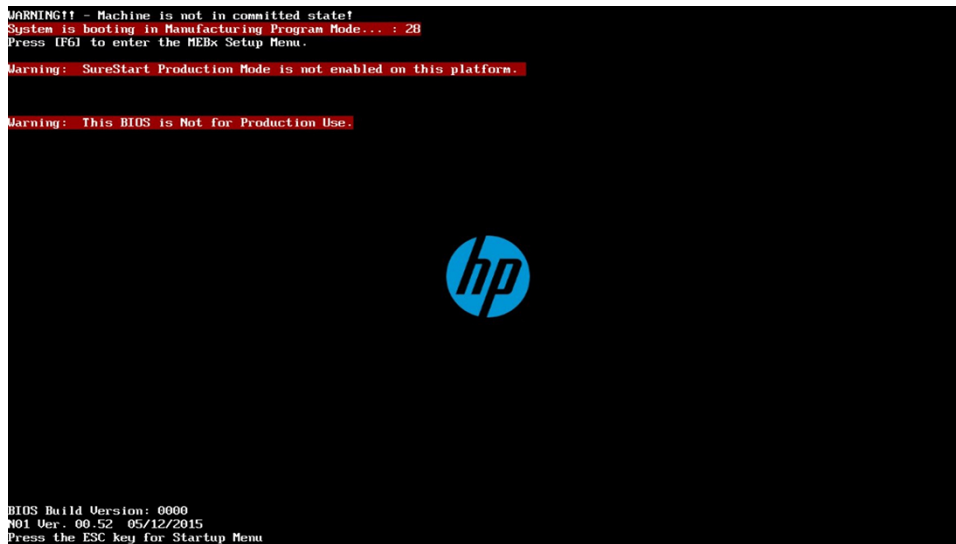 WARNING!! - Machine is not in committed state!
System is booting in Manufacturing Program Mode... : 28
Press [F6] to enter the MEBx Setup Menu.
Warning: SureStart Production Mode is not enabled on this platform.
Warning: This BIOS is Not for Production Use.
hp
BIOS Build Version: 0000
N01 Ver. 00.52 05/12/2015
Press the ESC key for Startup Menu